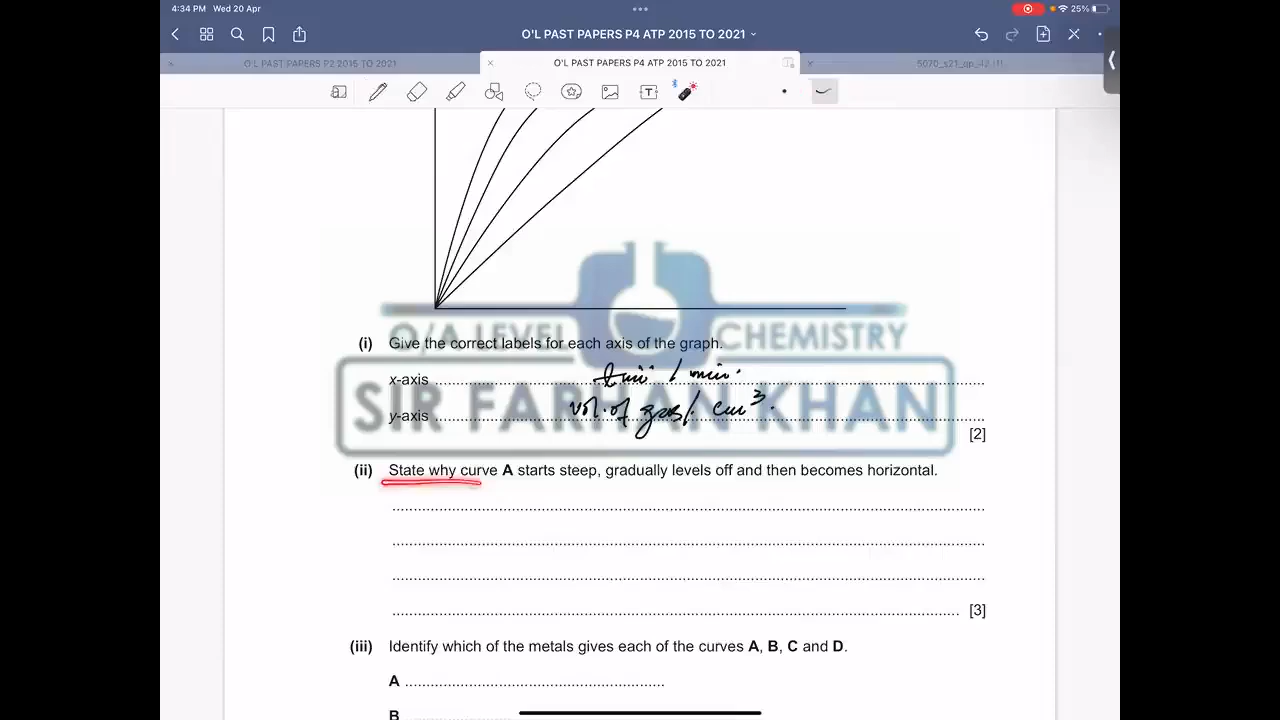 4:34 PM Wed 20 Apr
25%
O'L PAST PAPERS P4 ATP 2015 TO 2021
O'L PAST PAPERS P2 2015 TO 2021
O'L PAST PAPERS P4 ATP 2015 TO 2021
5070_s21_qp_42 (1)
(i) Give the correct labels for each axis of the graph.
O/A LEVEL CHEMISTRY
x-axis time / min.
SIR FARHAN KHAN
y-axis vol. of gas/ cm3.
[2]
(ii) State why curve A starts steep, gradually levels off and then becomes horizontal.
[3]
(iii) Identify which of the metals gives each of the curves A, B, C and D.
A
B